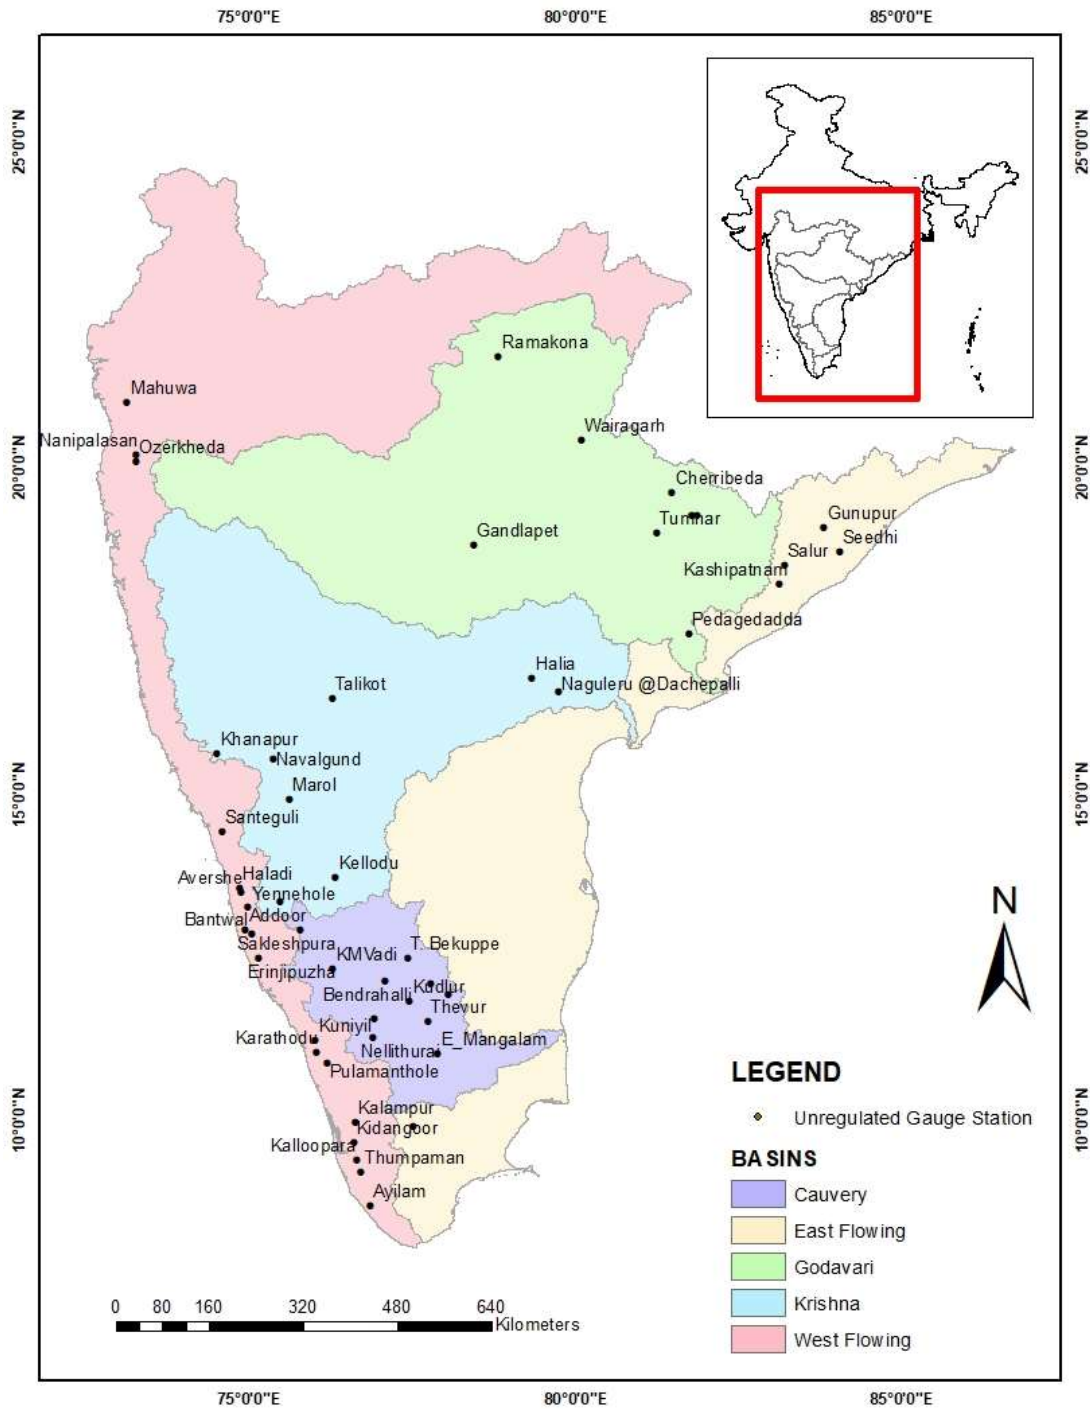 75°0'0"E 80°0'0"E 85°0'0"E
25°0'0"N 25°0'0"N
Ramakona
Mahuwa
Wairagarh
Nanipalasan Ozerkheda
20°0'0"N 20°0'0"N
Cherribeda
Gunupur
Tumnar
Gandlapet
Seedhi
Salur
Kashipatnam
Pedagedadda
Halia
Talikot
Naguleru @Dachepalli
Khanapur
Navalgund
15°0'0"N 15°0'0"N
Marol
Santeguli
Kellodu
Avershe Haladi
Yennehole
Bantwal Addoor
Sakleshpura
T. Bekuppe
KMVadi
Erinjipuzha
Kudlur
Bendrahalli
Thevur
Kuniyil
Karathodu
E_Mangalam
Nellithurai
Pulamanthole
LEGEND
10°0'0"N 10°0'0"N
Kalampur
Unregulated Gauge Station
Kidangoor
Kalloopara
Thumpaman
BASINS
Ayilam
Cauvery
East Flowing
Godavari
Krishna
West Flowing
0 80 160 320 480 640
Kilometers
N
75°0'0"E 80°0'0"E 85°0'0"E